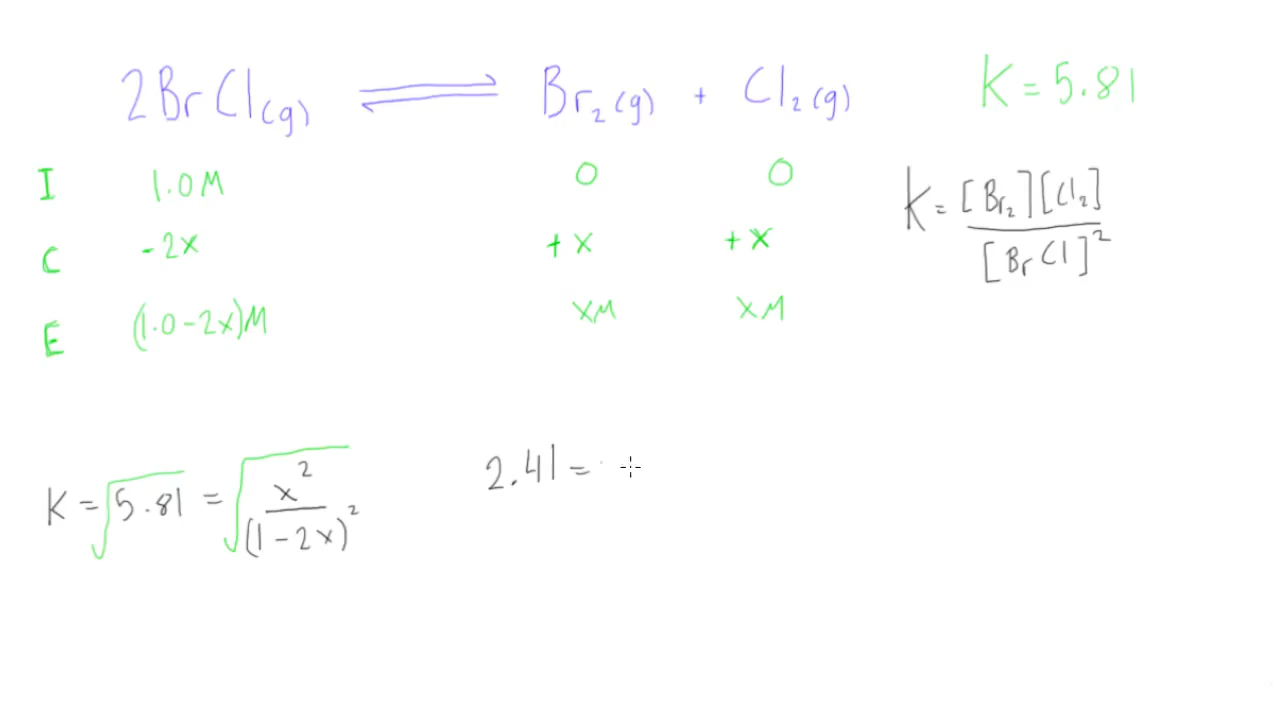 2BrCl(g) ⇌ Br₂(g) + Cl₂(g) K = 5.81
I 1.0M 0 0
C -2x +x +x
E (1.0-2x)M xM xM
K = [Br₂][Cl₂] / [BrCl]²
K = √5.81 = √(x² / (1-2x)²) 2.41 =